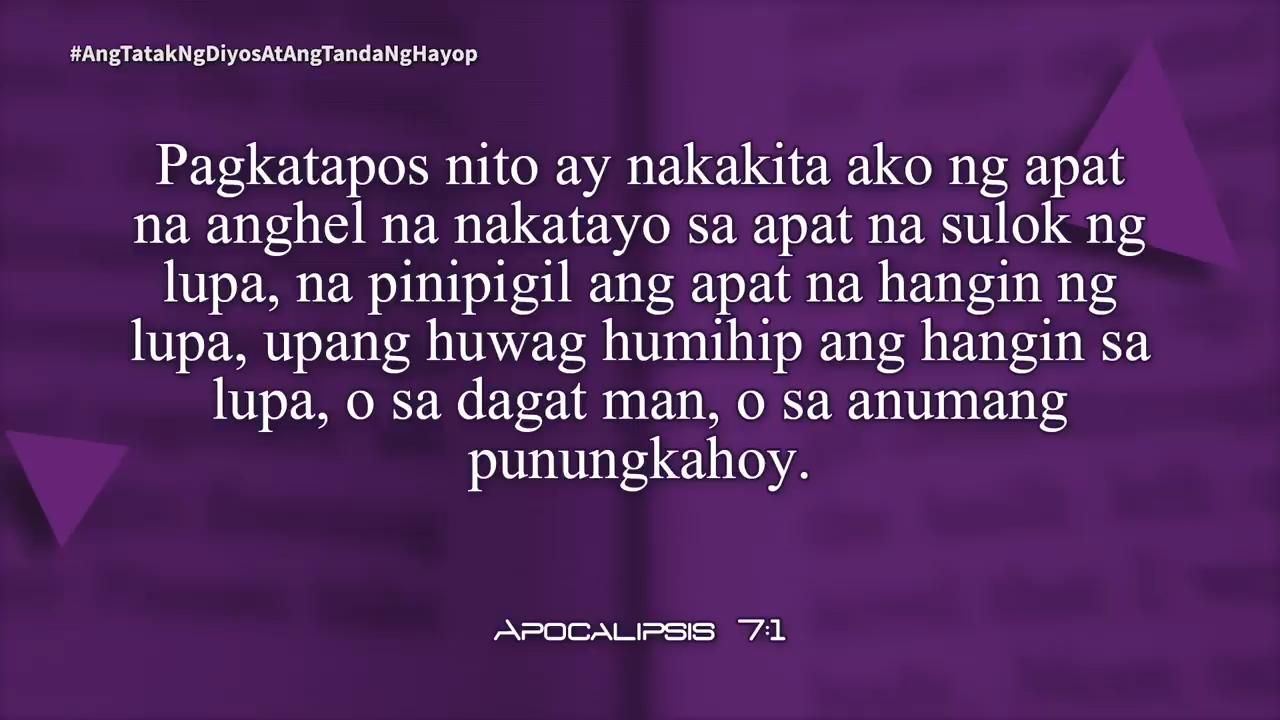 #AngTatakNgDiyosAtAngTandaNgHayop
Pagkatapos nito ay nakakita ako ng apat
na anghel na nakatayo sa apat na sulok ng
lupa, na pinipigil ang apat na hangin ng
lupa, upang huwag humihip ang hangin sa
lupa, o sa dagat man, o sa anumang
punungkahoy.
APOCALIPSIS 7:1